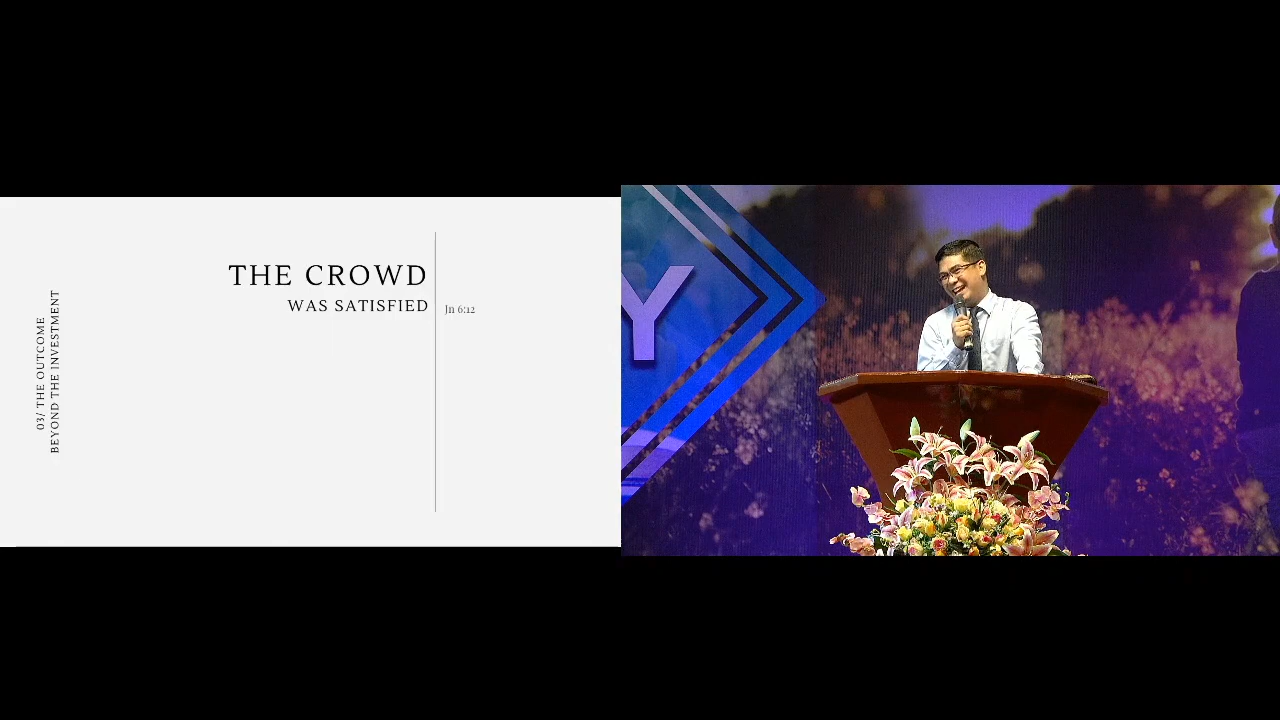 03/ THE OUTCOME
BEYOND THE INVESTMENT
THE CROWD
WAS SATISFIED
Jn 6:12
Y